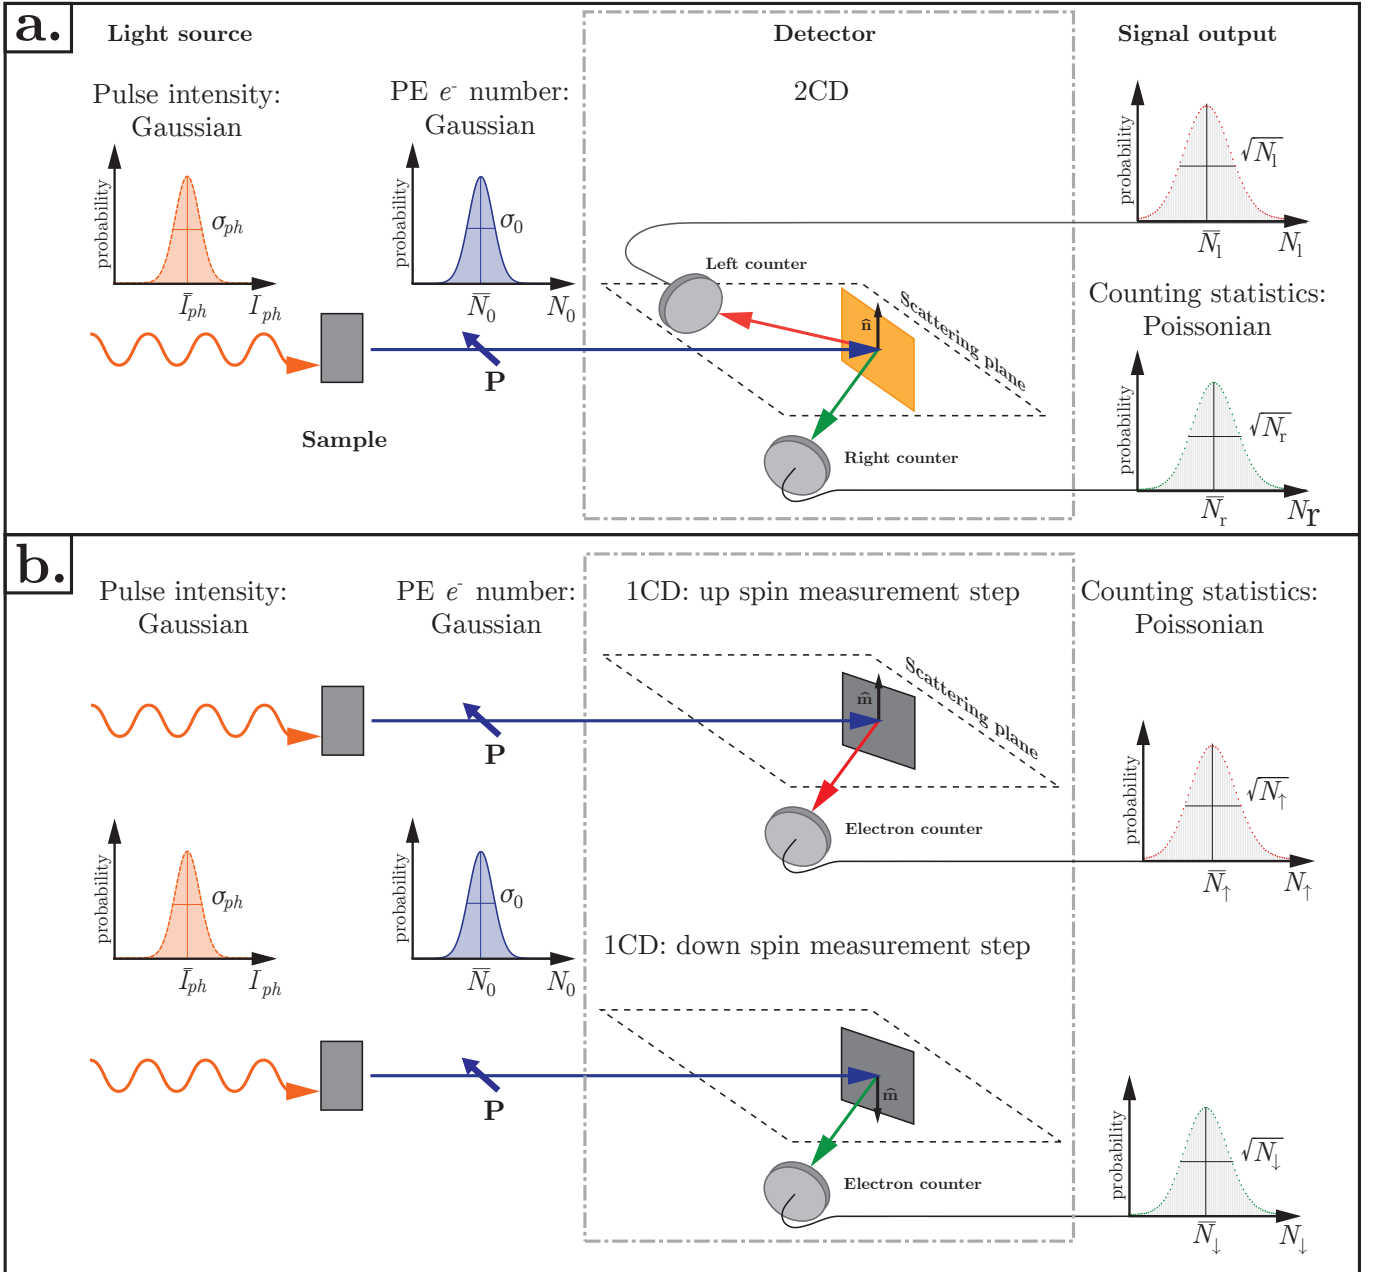 a.
Light source
Detector
Signal output
Pulse intensity:
Gaussian
PE e⁻ number:
Gaussian
2CD
probability
σ_ph
I̅_ph
I_ph
probability
σ_0
N̅_0
N_0
probability
√N_l
N̅_l
N_l
Left counter
n̂
Scattering plane
P
Sample
Right counter
Counting statistics:
Poissonian
probability
√N_r
N̅_r
N_r
b.
Pulse intensity:
Gaussian
PE e⁻ number:
Gaussian
1CD: up spin measurement step
Counting statistics:
Poissonian
P
m̂
Scattering plane
Electron counter
probability
√N_↑
N̅_↑
N_↑
probability
σ_ph
I̅_ph
I_ph
probability
σ_0
N̅_0
N_0
1CD: down spin measurement step
P
m̂
Electron counter
probability
√N_↓
N̅_↓
N_↓